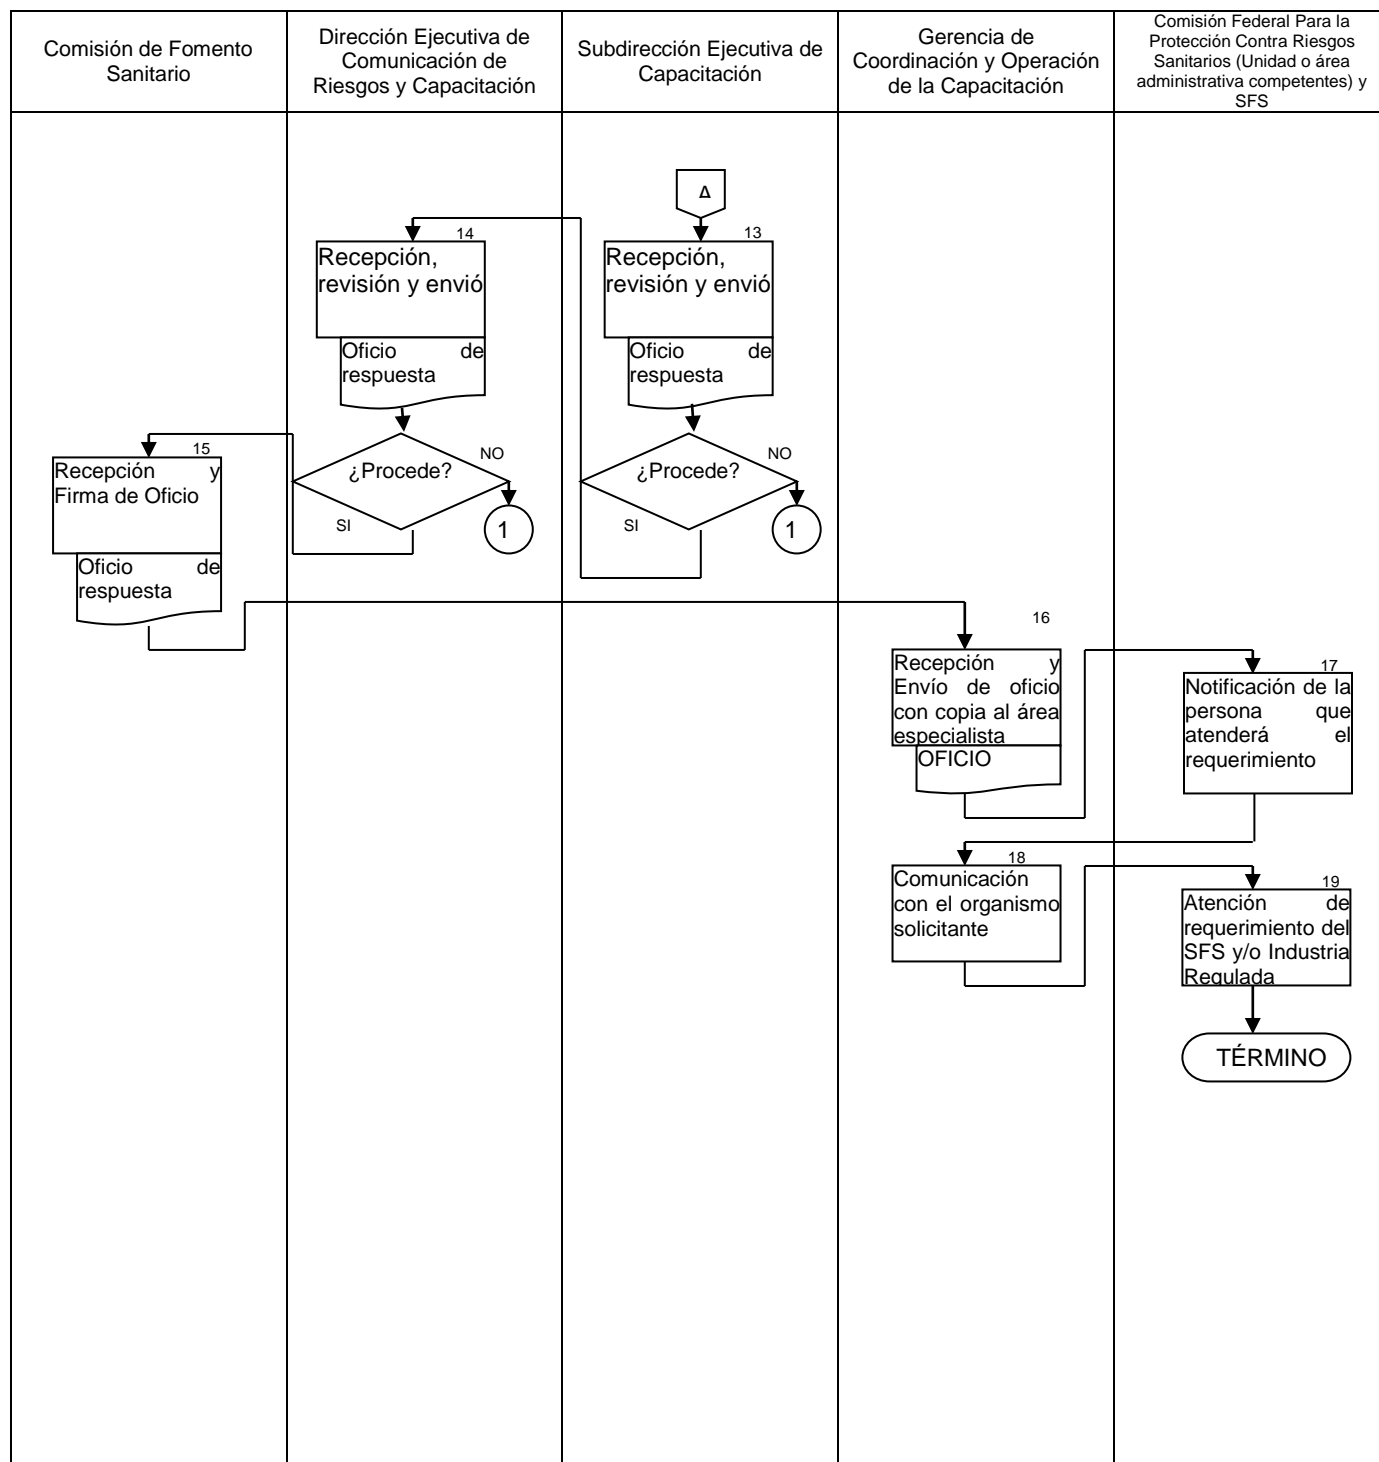 Comisión de Fomento
Sanitario
Dirección Ejecutiva de
Comunicación de
Riesgos y Capacitación
Subdirección Ejecutiva de
Capacitación
Gerencia de
Coordinación y Operación
de la Capacitación
Comisión Federal Para la
Protección Contra Riesgos
Sanitarios (Unidad o área
administrativa competentes) y
SFS
A
13
Recepción,
revisión y envió
Oficio de
respuesta
¿Procede?
NO
SI
1
14
Recepción,
revisión y envió
Oficio de
respuesta
¿Procede?
NO
SI
1
15
Recepción y
Firma de Oficio
Oficio de
respuesta
16
Recepción y
Envío de oficio
con copia al área
especialista
OFICIO
17
Notificación de la
persona que
atenderá el
requerimiento
18
Comunicación
con el organismo
solicitante
19
Atención de
requerimiento del
SFS y/o Industria
Regulada
TÉRMINO